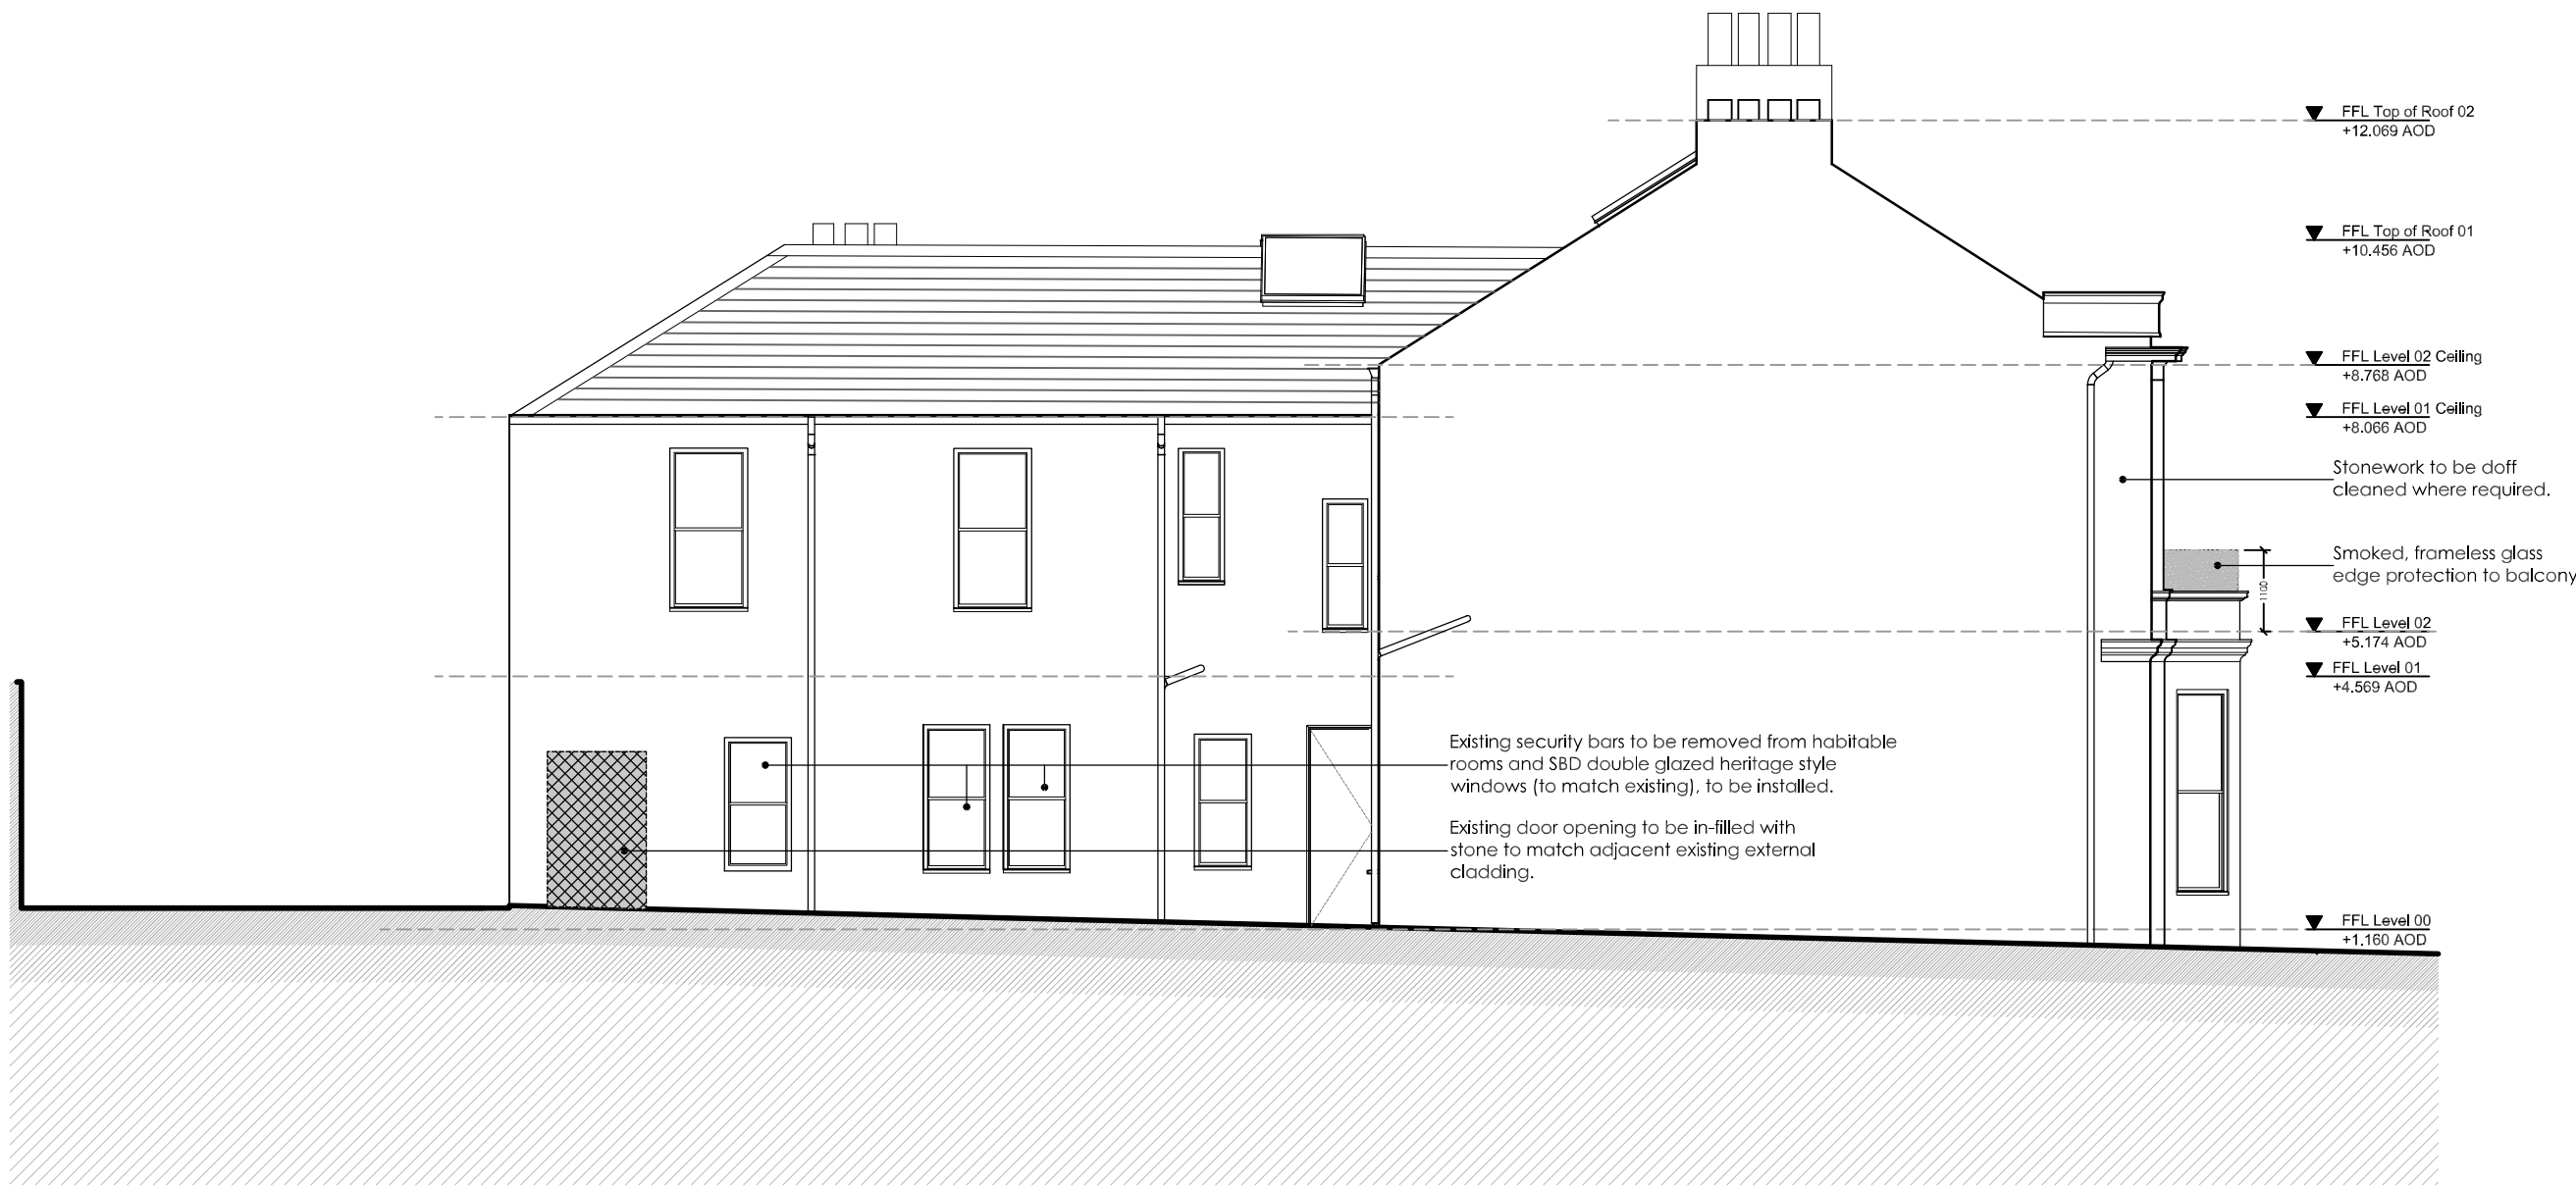 FFL Top of Roof 02
+12.069 AOD
FFL Top of Roof 01
+10.456 AOD
FFL Level 02 Ceiling
+8.768 AOD
FFL Level 01 Ceiling
+8.066 AOD
Stonework to be doff
cleaned where required.
Smoked, frameless glass
edge protection to balcony
1100
FFL Level 02
+5.174 AOD
FFL Level 01
+4.569 AOD
Existing security bars to be removed from habitable
rooms and SBD double glazed heritage style
windows (to match existing), to be installed.
Existing door opening to be in-filled with
stone to match adjacent existing external
cladding.
FFL Level 00
+1.160 AOD